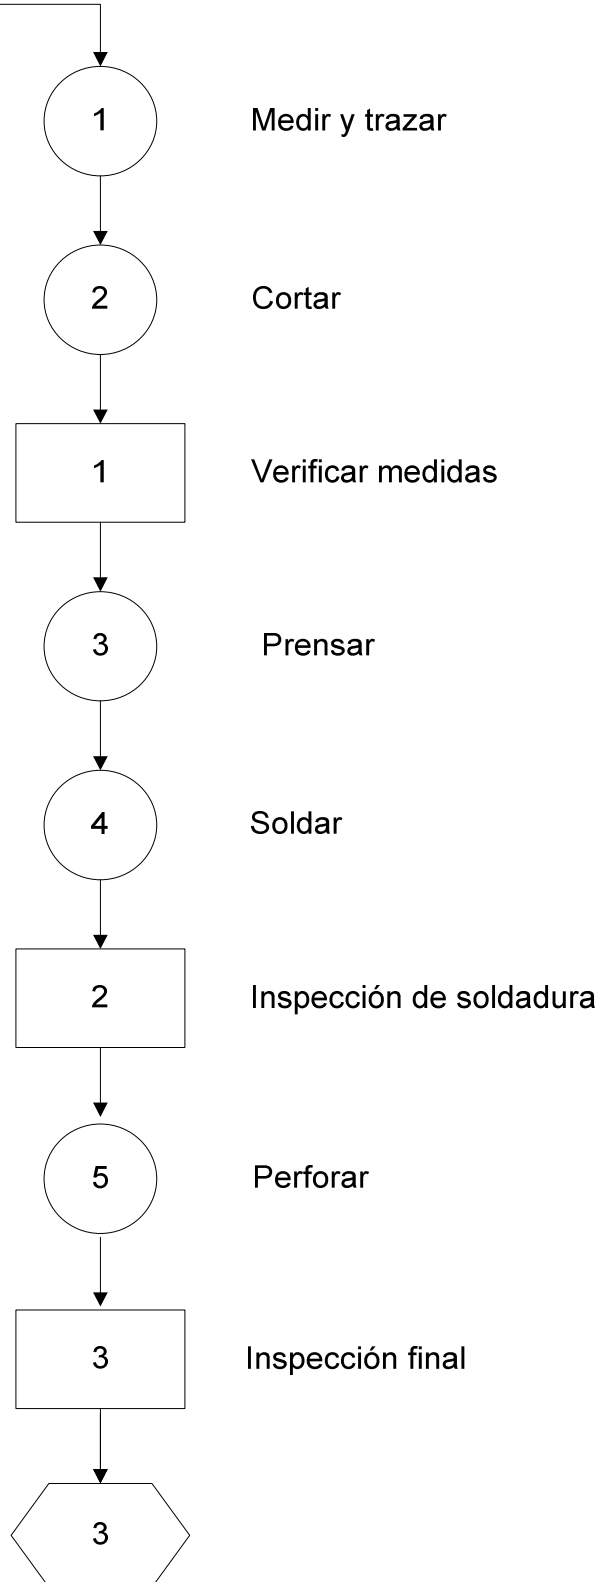 1 Medir y trazar
2 Cortar
1 Verificar medidas
3 Prensar
4 Soldar
2 Inspección de soldadura
5 Perforar
3 Inspección final
3